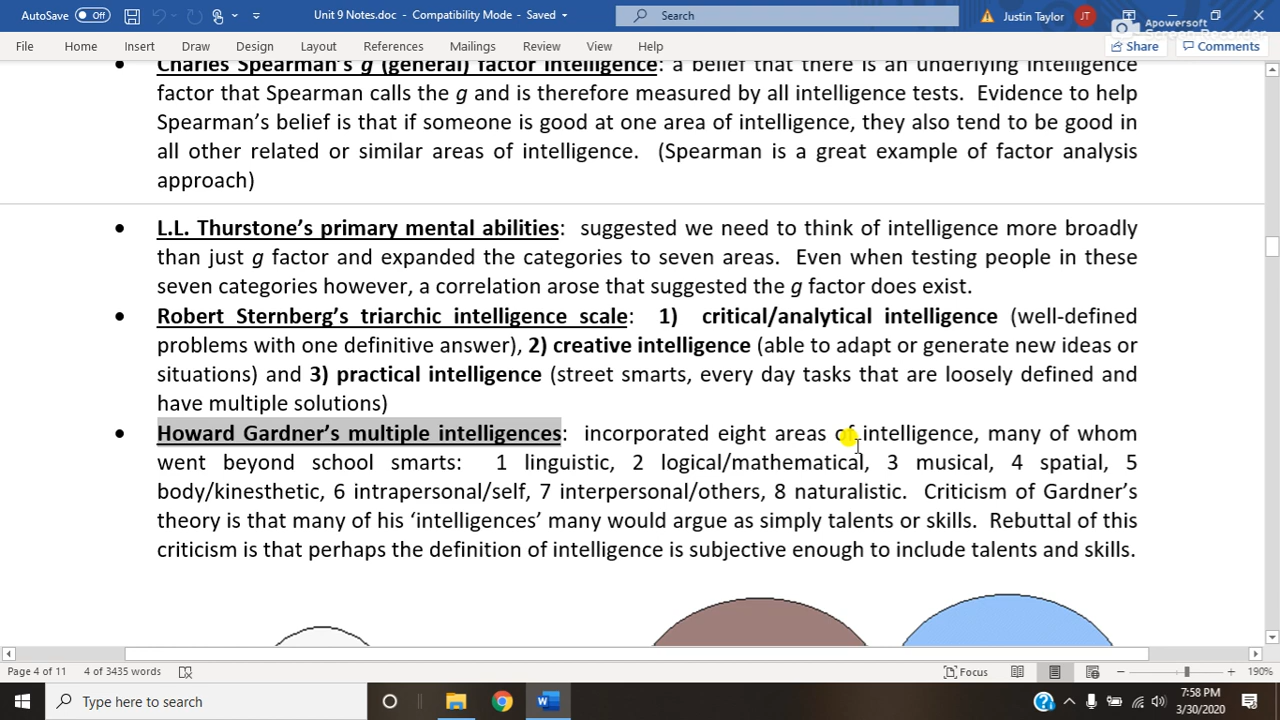 AutoSave Off Unit 9 Notes.doc - Compatibility Mode - Saved Search Justin Taylor JT
Apowersoft
Screen Recorder
File Home Insert Draw Design Layout References Mailings Review View Help Share Comments
Charles Spearman's g (general) factor intelligence: a belief that there is an underlying intelligence
factor that Spearman calls the g and is therefore measured by all intelligence tests. Evidence to help
Spearman's belief is that if someone is good at one area of intelligence, they also tend to be good in
all other related or similar areas of intelligence. (Spearman is a great example of factor analysis
approach)
• L.L. Thurstone's primary mental abilities: suggested we need to think of intelligence more broadly
than just g factor and expanded the categories to seven areas. Even when testing people in these
seven categories however, a correlation arose that suggested the g factor does exist.
• Robert Sternberg's triarchic intelligence scale: 1) critical/analytical intelligence (well-defined
problems with one definitive answer), 2) creative intelligence (able to adapt or generate new ideas or
situations) and 3) practical intelligence (street smarts, every day tasks that are loosely defined and
have multiple solutions)
• Howard Gardner's multiple intelligences: incorporated eight areas of intelligence, many of whom
went beyond school smarts: 1 linguistic, 2 logical/mathematical, 3 musical, 4 spatial, 5
body/kinesthetic, 6 intrapersonal/self, 7 interpersonal/others, 8 naturalistic. Criticism of Gardner's
theory is that many of his 'intelligences' many would argue as simply talents or skills. Rebuttal of this
criticism is that perhaps the definition of intelligence is subjective enough to include talents and skills.
Page 4 of 11 4 of 3435 words Focus 190%
Type here to search 7:58 PM
3/30/2020